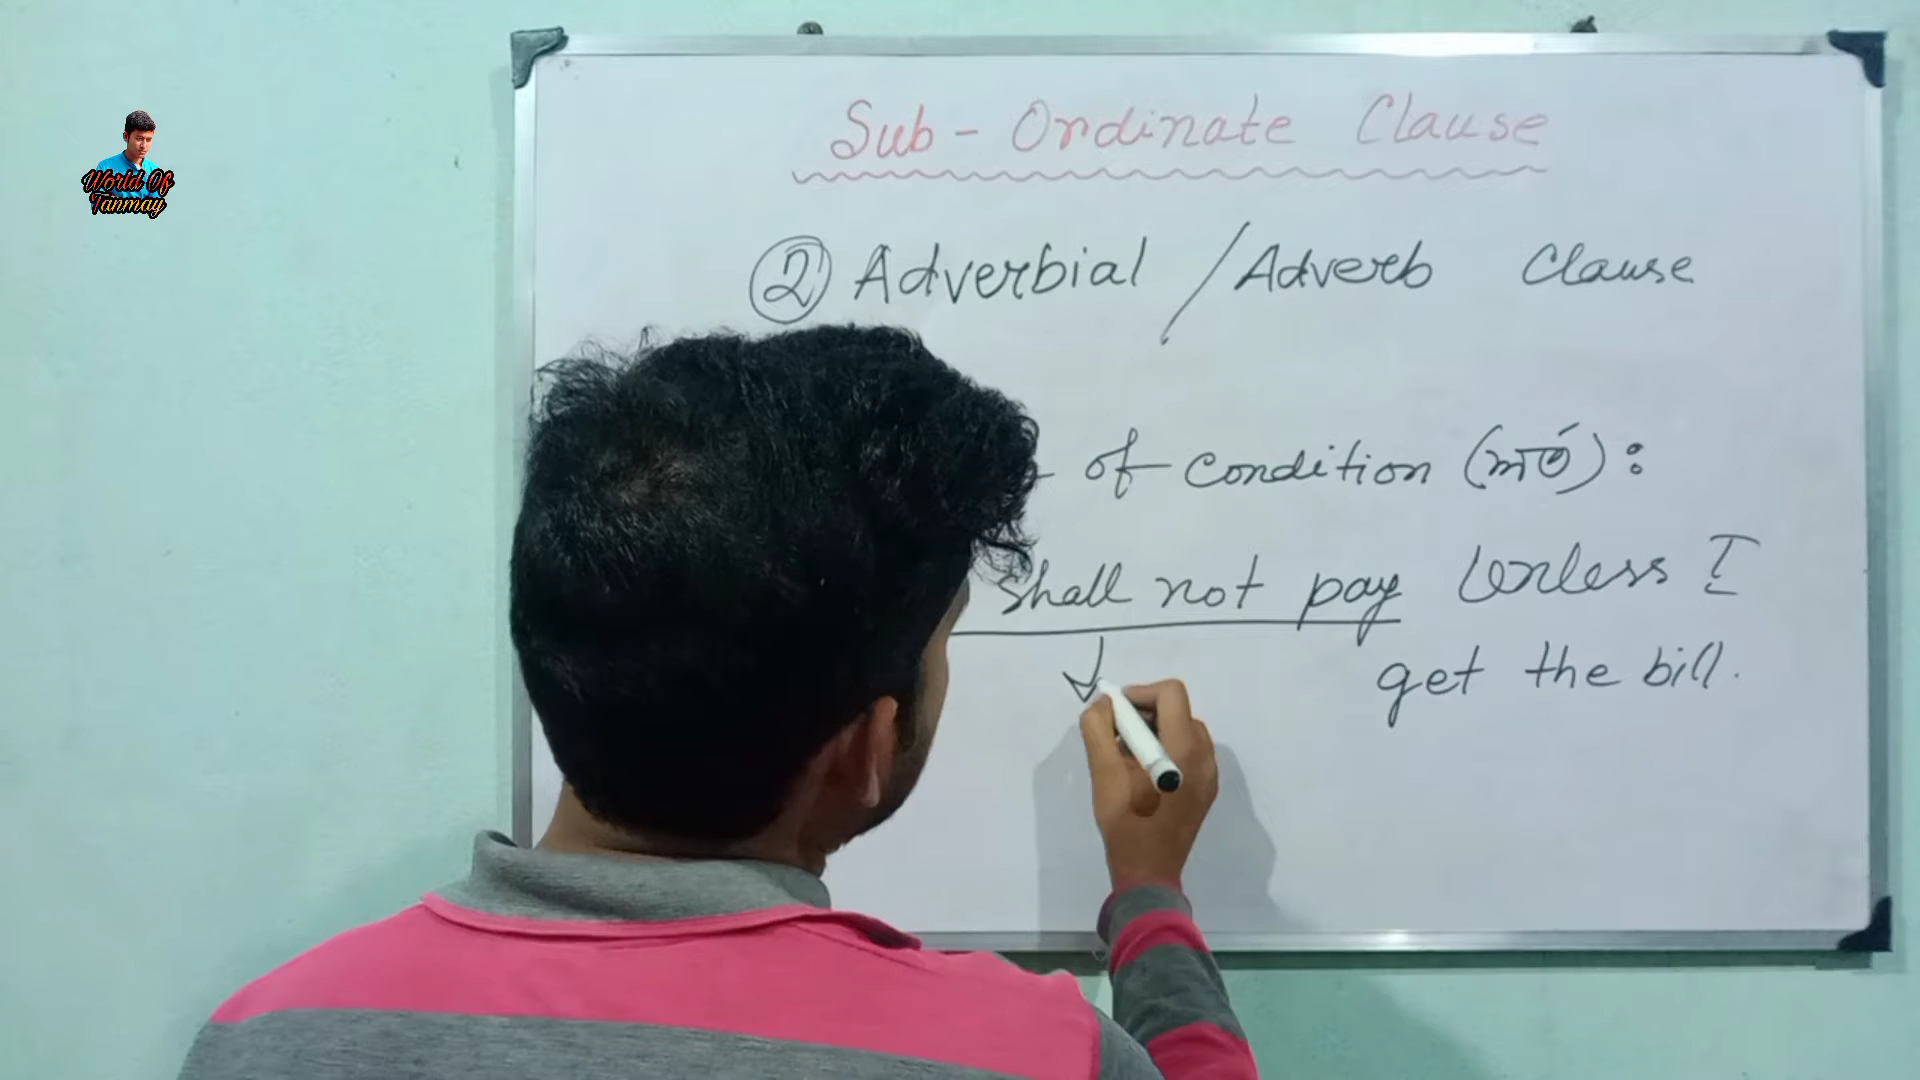 World Of
Tanmay
Sub - Ordinate Clause
② Adverbial / Adverb Clause
of condition (শর্ত) :
shall not pay Unless I
get the bill.